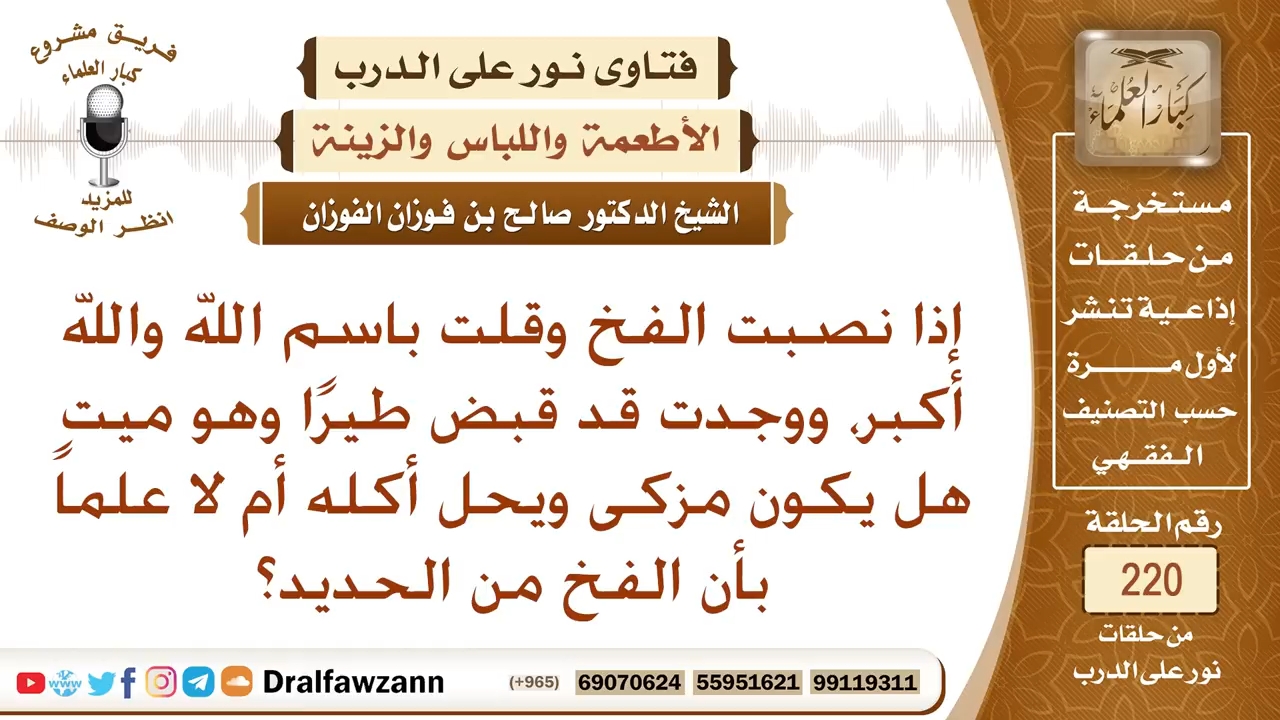 فريق مشروع
كبار العلماء
للمزيد
انظر الوصف
فتاوى نور على الدرب
الأطعمة واللباس والزينة
الشيخ الدكتور صالح بن فوزان الفوزان
إذا نصبت الفخ وقلت باسم الله والله
أكبر، ووجدت قد قبض طيرًا وهو ميت
هل يكون مزكى ويحل أكله أم لا علماً
بأن الفخ من الحديد؟
كبار العلماء
مستخرجة
من حلقات
إذاعية تنشر
لأول مرة
حسب التصنيف
الفقهي
رقم الحلقة
220
من حلقات
نور على الدرب
www Dralfawzann (+965) 69070624 55951621 99119311